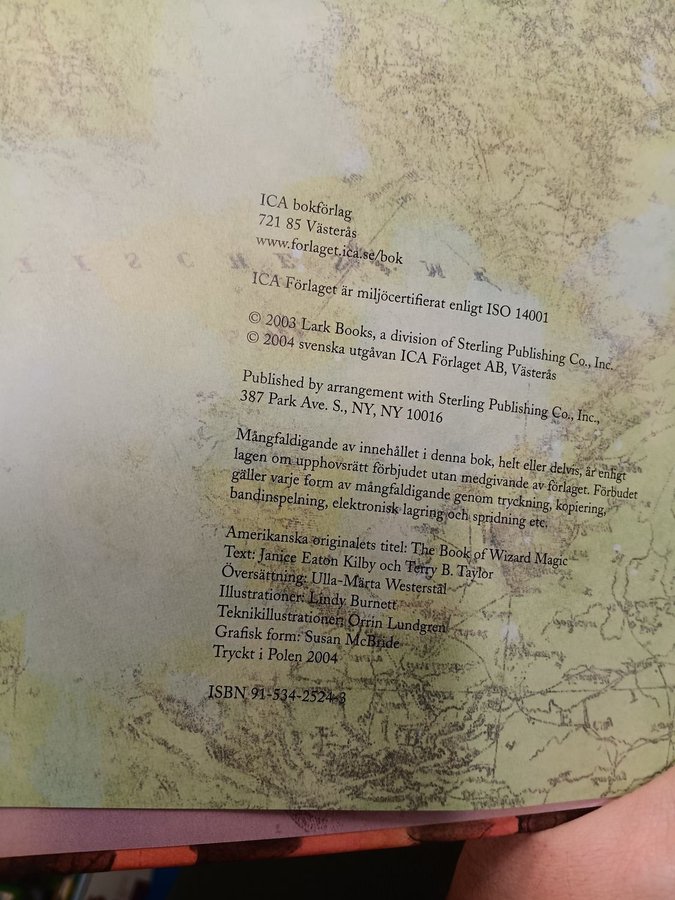 ICA bokförlag
721 85 Västerås
www.forlaget.ica.se/bok
ICA Förlaget är miljöcertifierat enligt ISO 14001
© 2003 Lark Books, a division of Sterling Publishing Co., Inc.
© 2004 svenska utgåvan ICA Förlaget AB, Västerås
Published by arrangement with Sterling Publishing Co., Inc.,
387 Park Ave. S., NY, NY 10016
Mångfaldigande av innehållet i denna bok, helt eller delvis, är enligt
lagen om upphovsrätt förbjudet utan medgivande av förlaget. Förbudet
gäller varje form av mångfaldigande genom tryckning, kopiering,
bandinspelning, elektronisk lagring och spridning etc.
Amerikanska originalets titel: The Book of Wizard Magic
Text: Janice Eaton Kilby och Terry B. Taylor
Översättning: Ulla-Märta Westerstål
Illustrationer: Lindy Burnett
Teknikillustrationer: Orrin Lundgren
Grafisk form: Susan McBride
Tryckt i Polen 2004
ISBN 91-534-2524-3